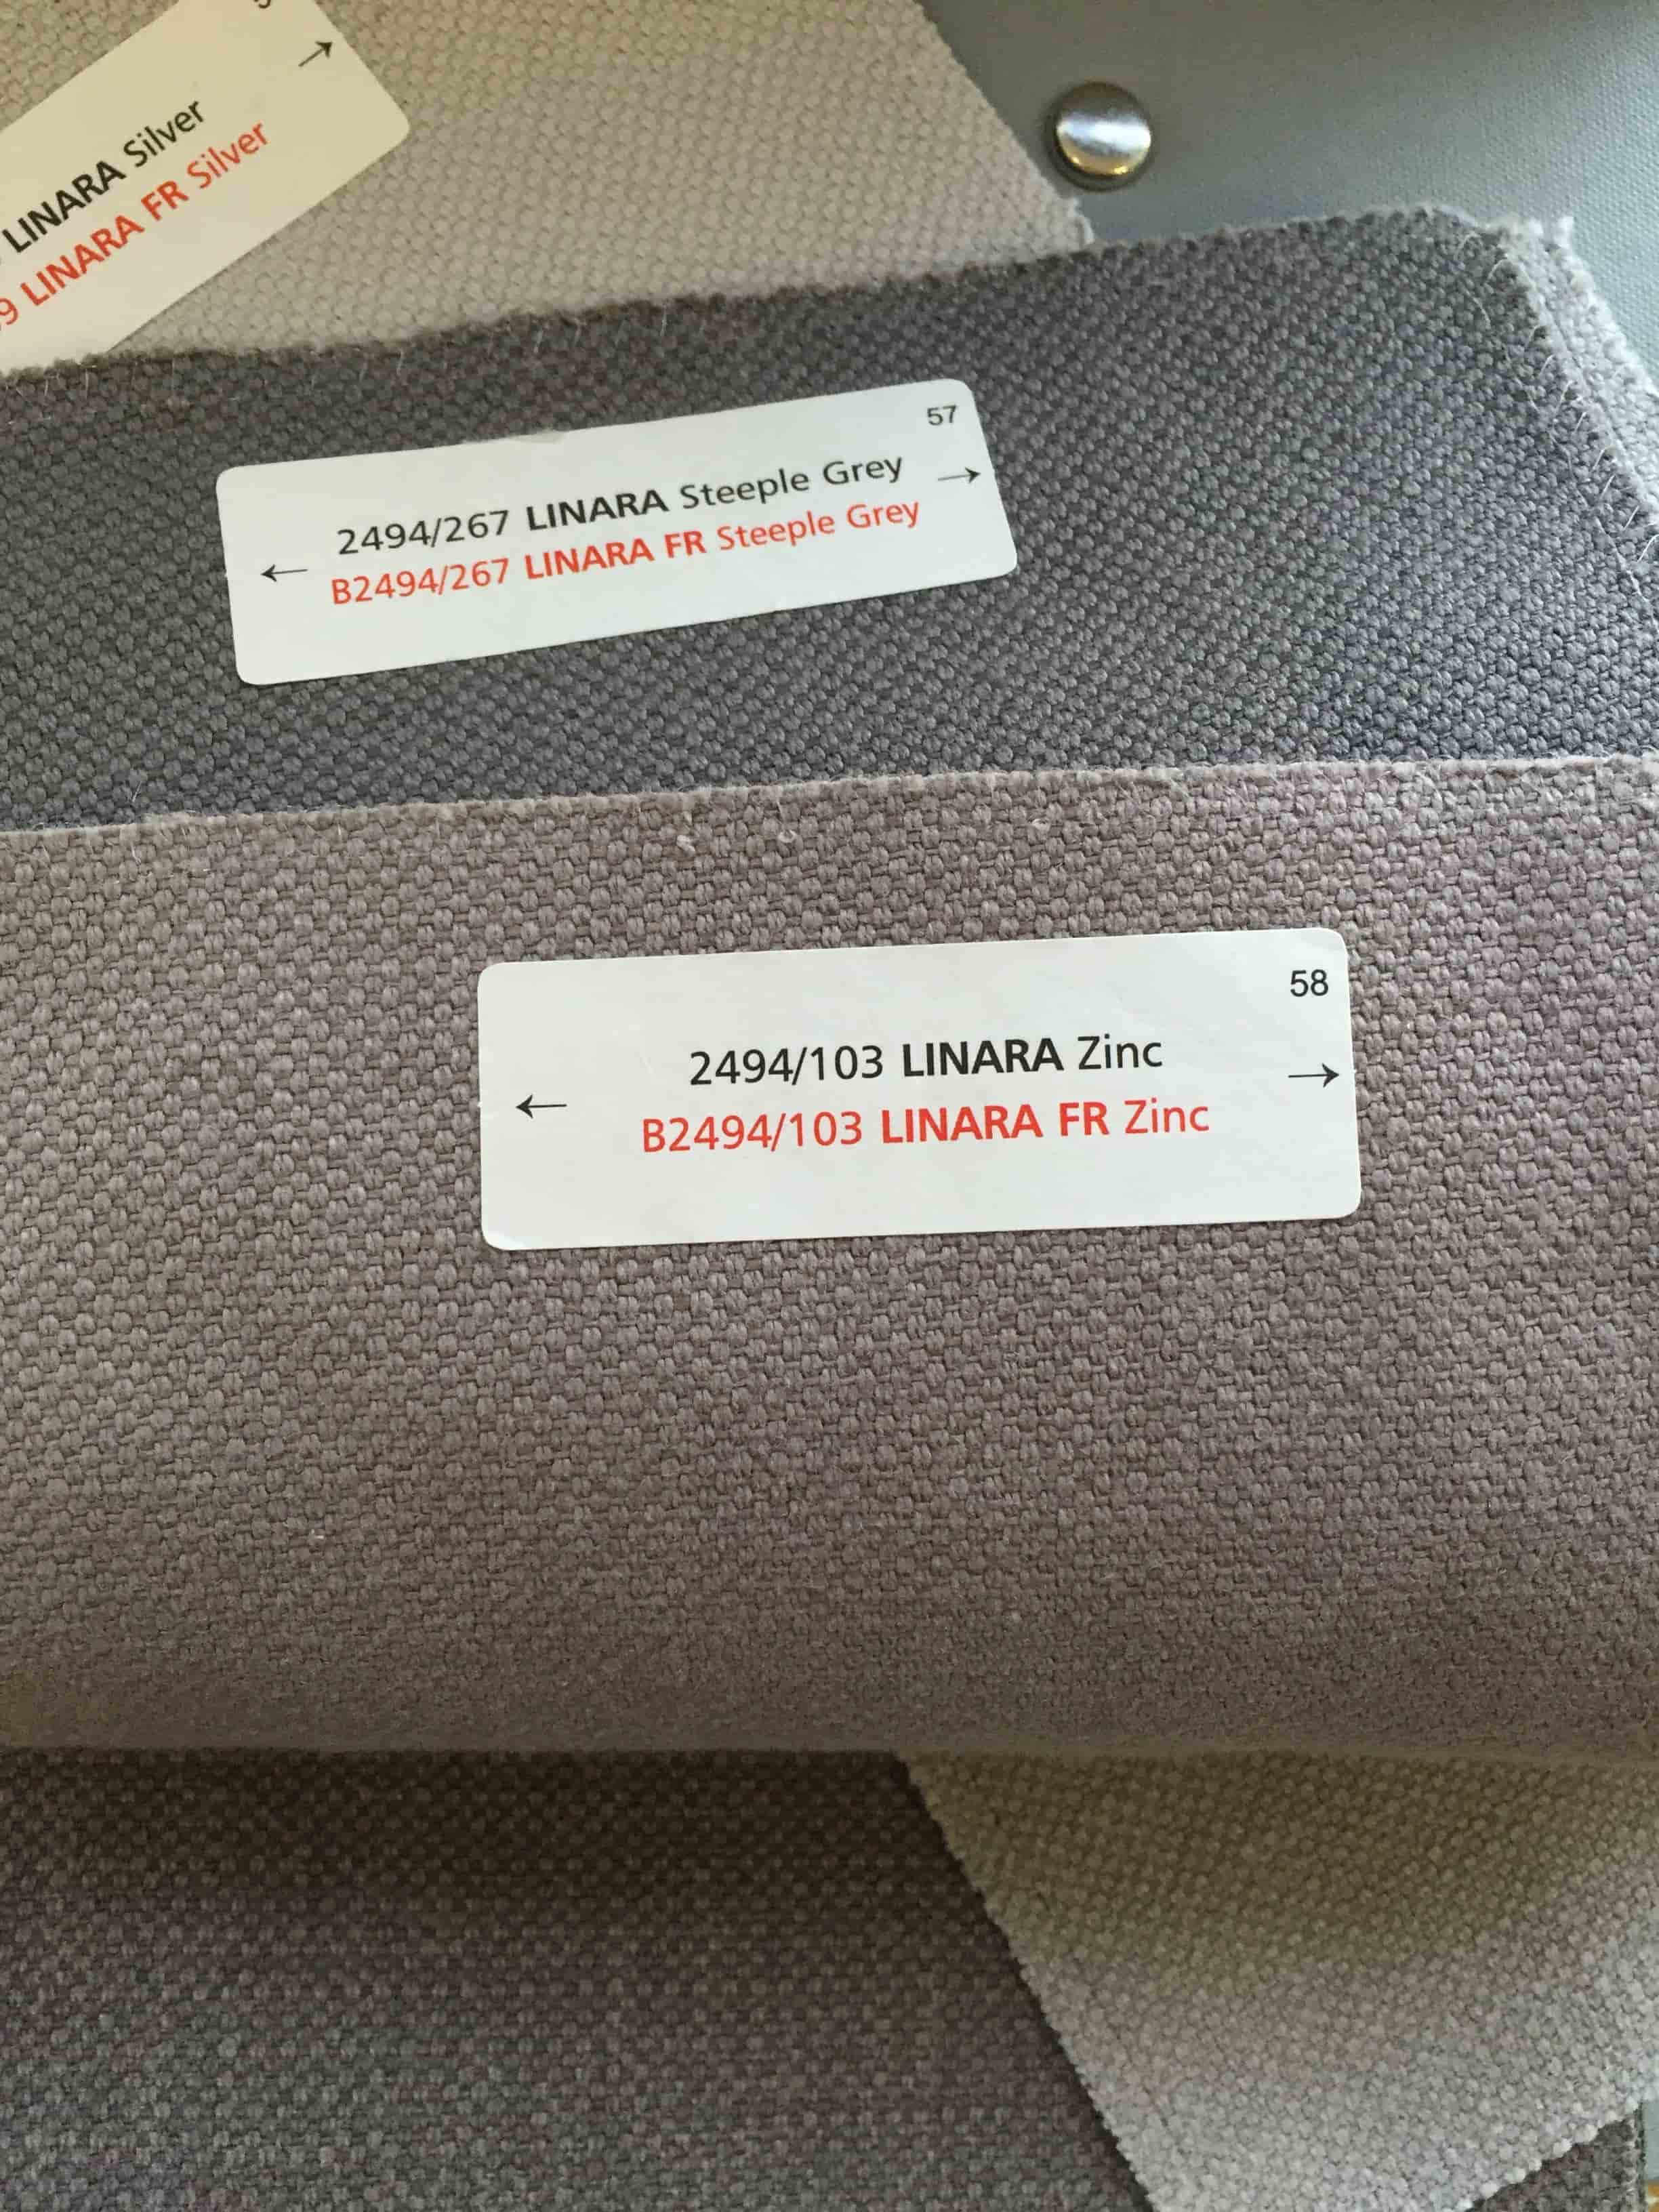 LINARA Silver
9 LINARA FR Silver
57
2494/267 LINARA Steeple Grey
B2494/267 LINARA FR Steeple Grey
58
2494/103 LINARA Zinc
B2494/103 LINARA FR Zinc